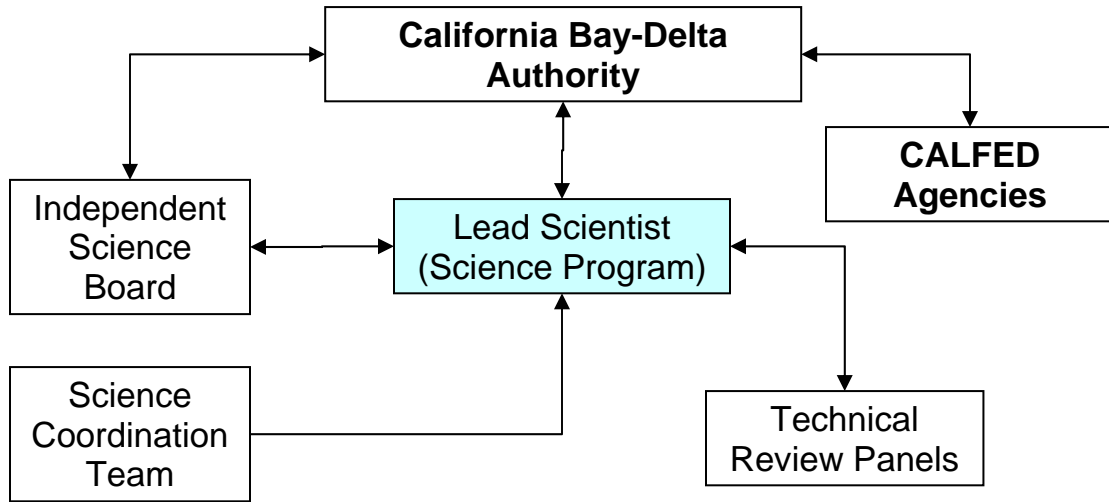 California Bay-Delta
Authority
CALFED
Agencies
Independent
Science
Board
Lead Scientist
(Science Program)
Science
Coordination
Team
Technical
Review Panels